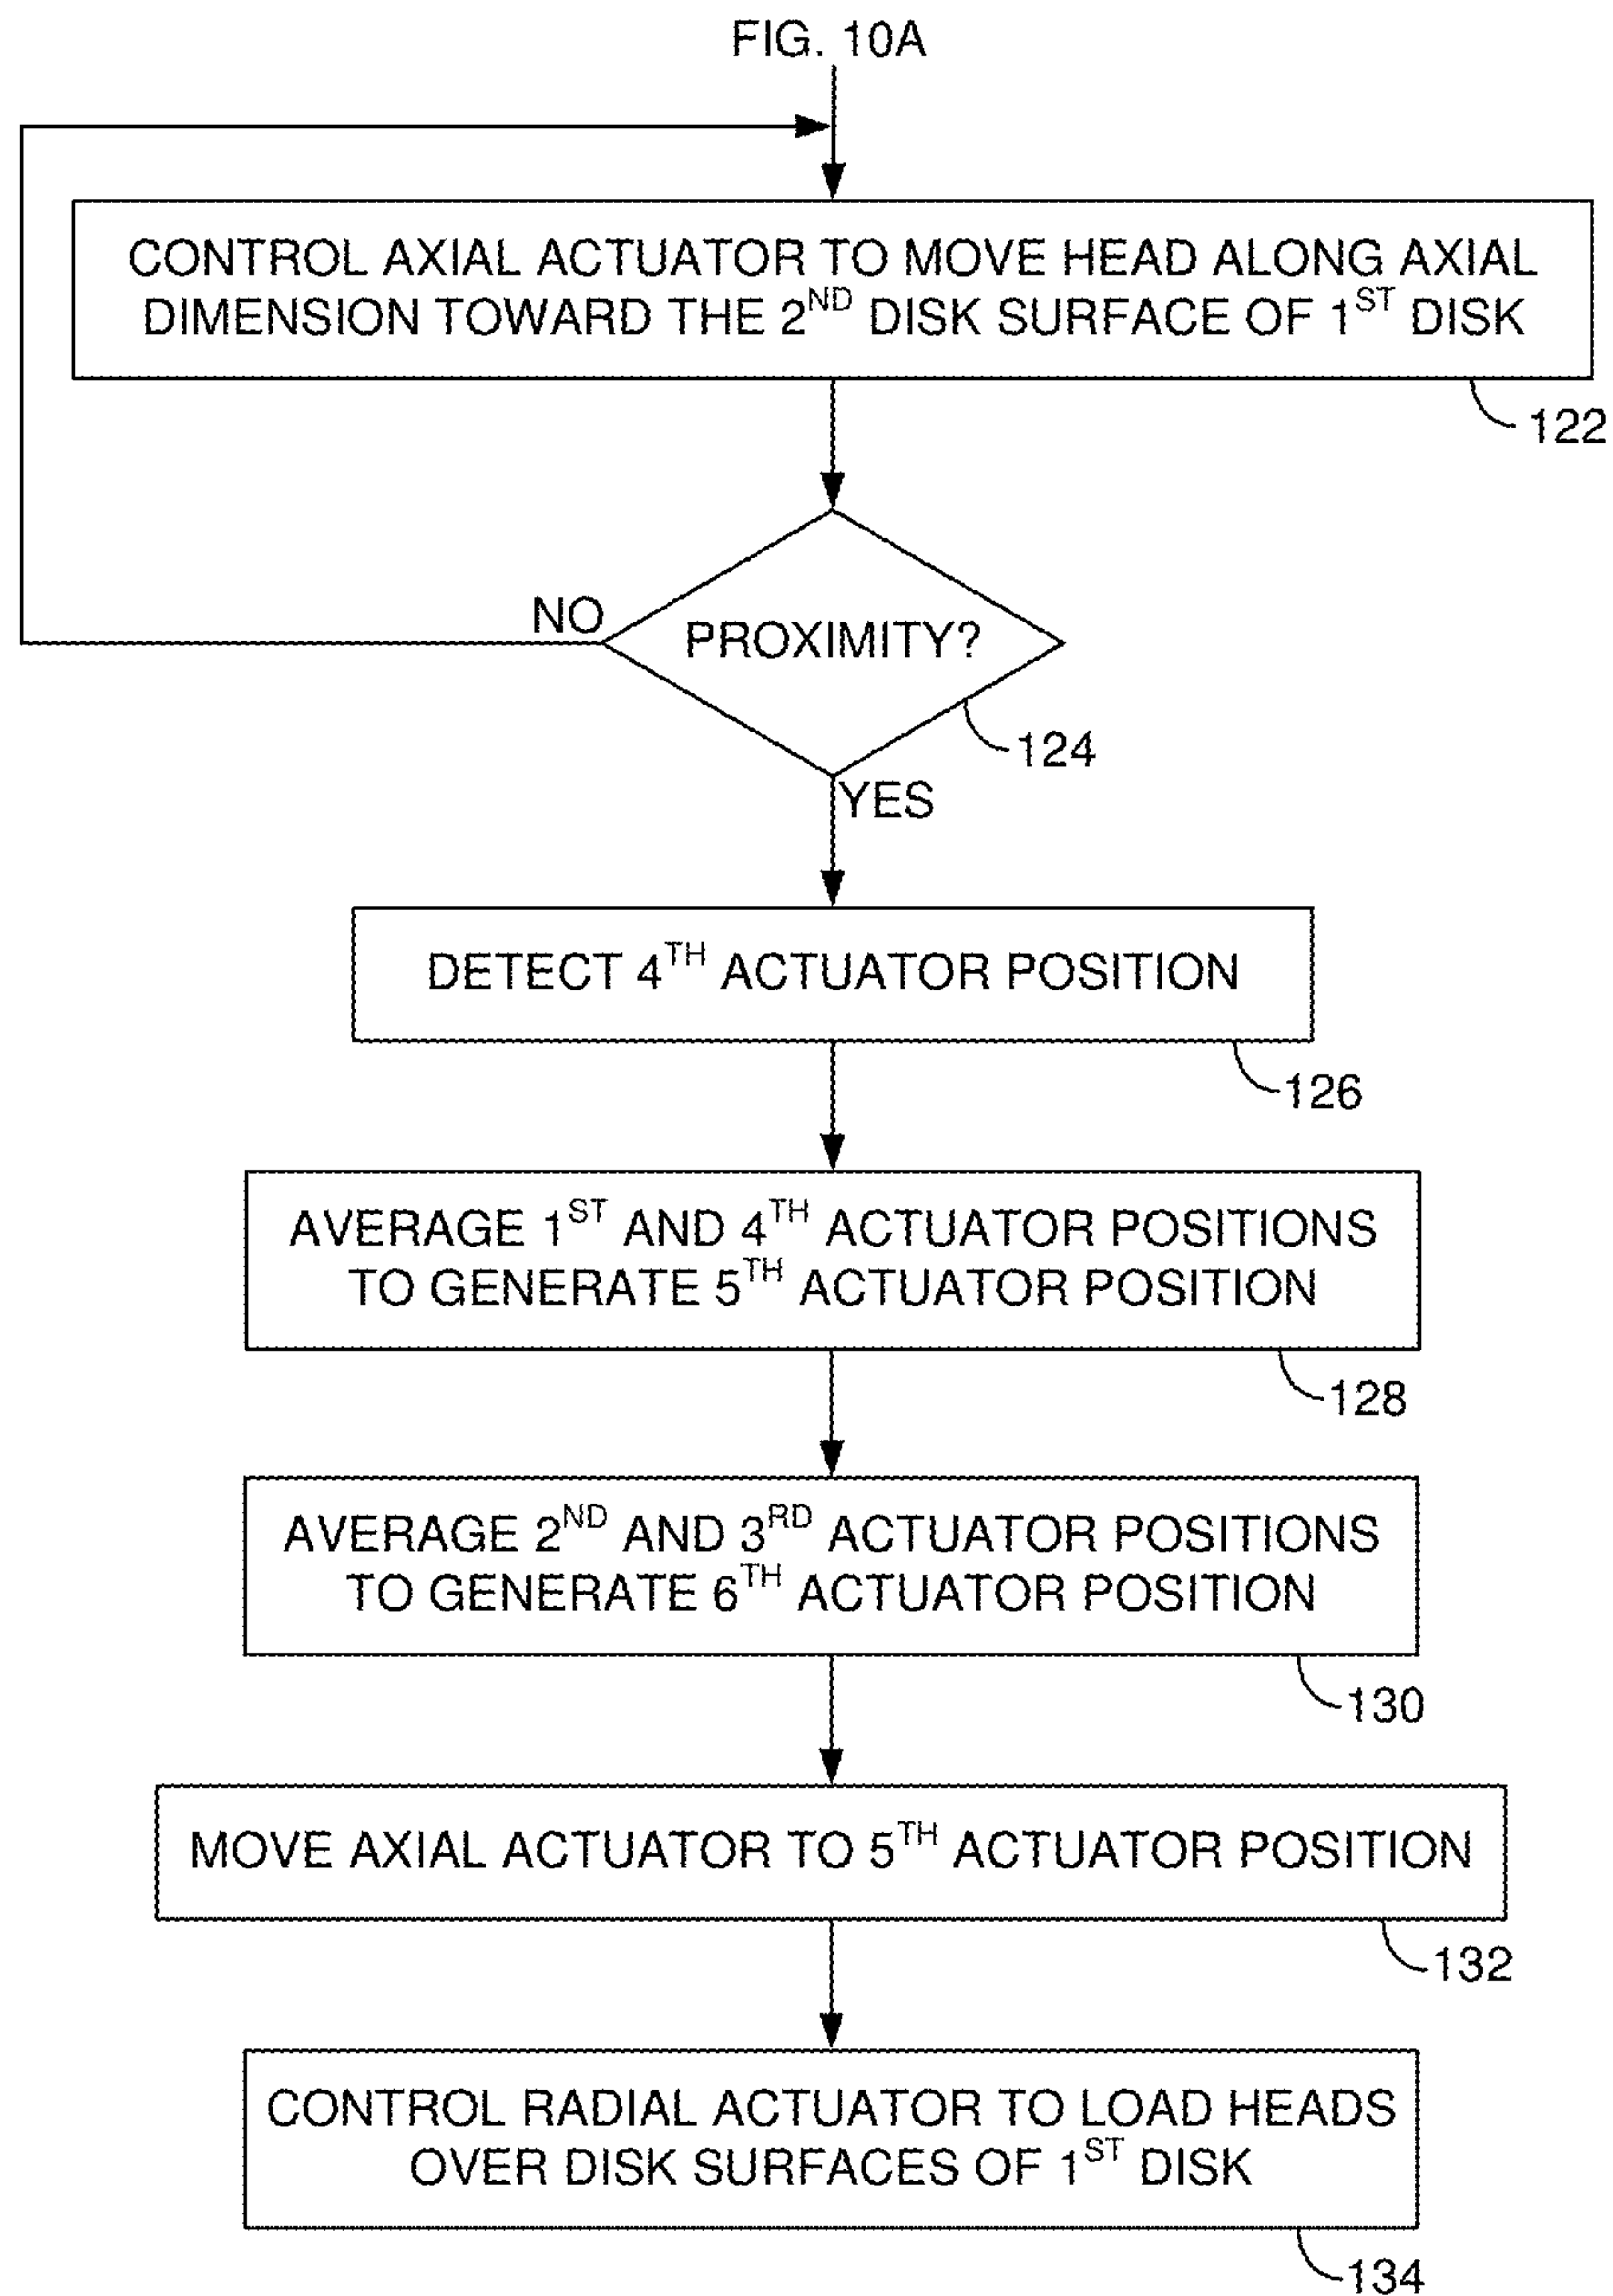 FIG. 10A
CONTROL AXIAL ACTUATOR TO MOVE HEAD ALONG AXIAL
DIMENSION TOWARD THE 2ND DISK SURFACE OF 1ST DISK
122
NO
PROXIMITY?
124
YES
DETECT 4TH ACTUATOR POSITION
126
AVERAGE 1ST AND 4TH ACTUATOR POSITIONS
TO GENERATE 5TH ACTUATOR POSITION
128
AVERAGE 2ND AND 3RD ACTUATOR POSITIONS
TO GENERATE 6TH ACTUATOR POSITION
130
MOVE AXIAL ACTUATOR TO 5TH ACTUATOR POSITION
132
CONTROL RADIAL ACTUATOR TO LOAD HEADS
OVER DISK SURFACES OF 1ST DISK
134